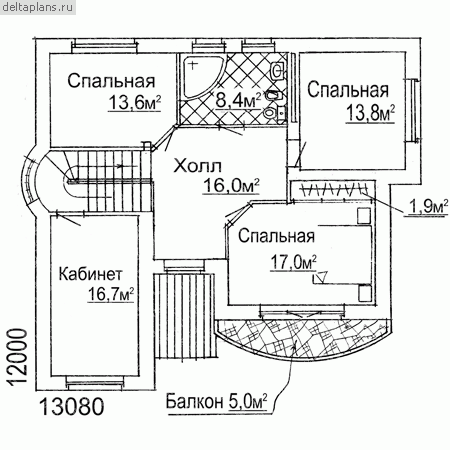 deltaplans.ru
Спальная
13,6м²
8,4м²
Спальная
13,8м²
Холл
16,0м²
1,9м²
Спальная
17,0м²
Кабинет
16,7м²
12000
13080
Балкон 5,0м²